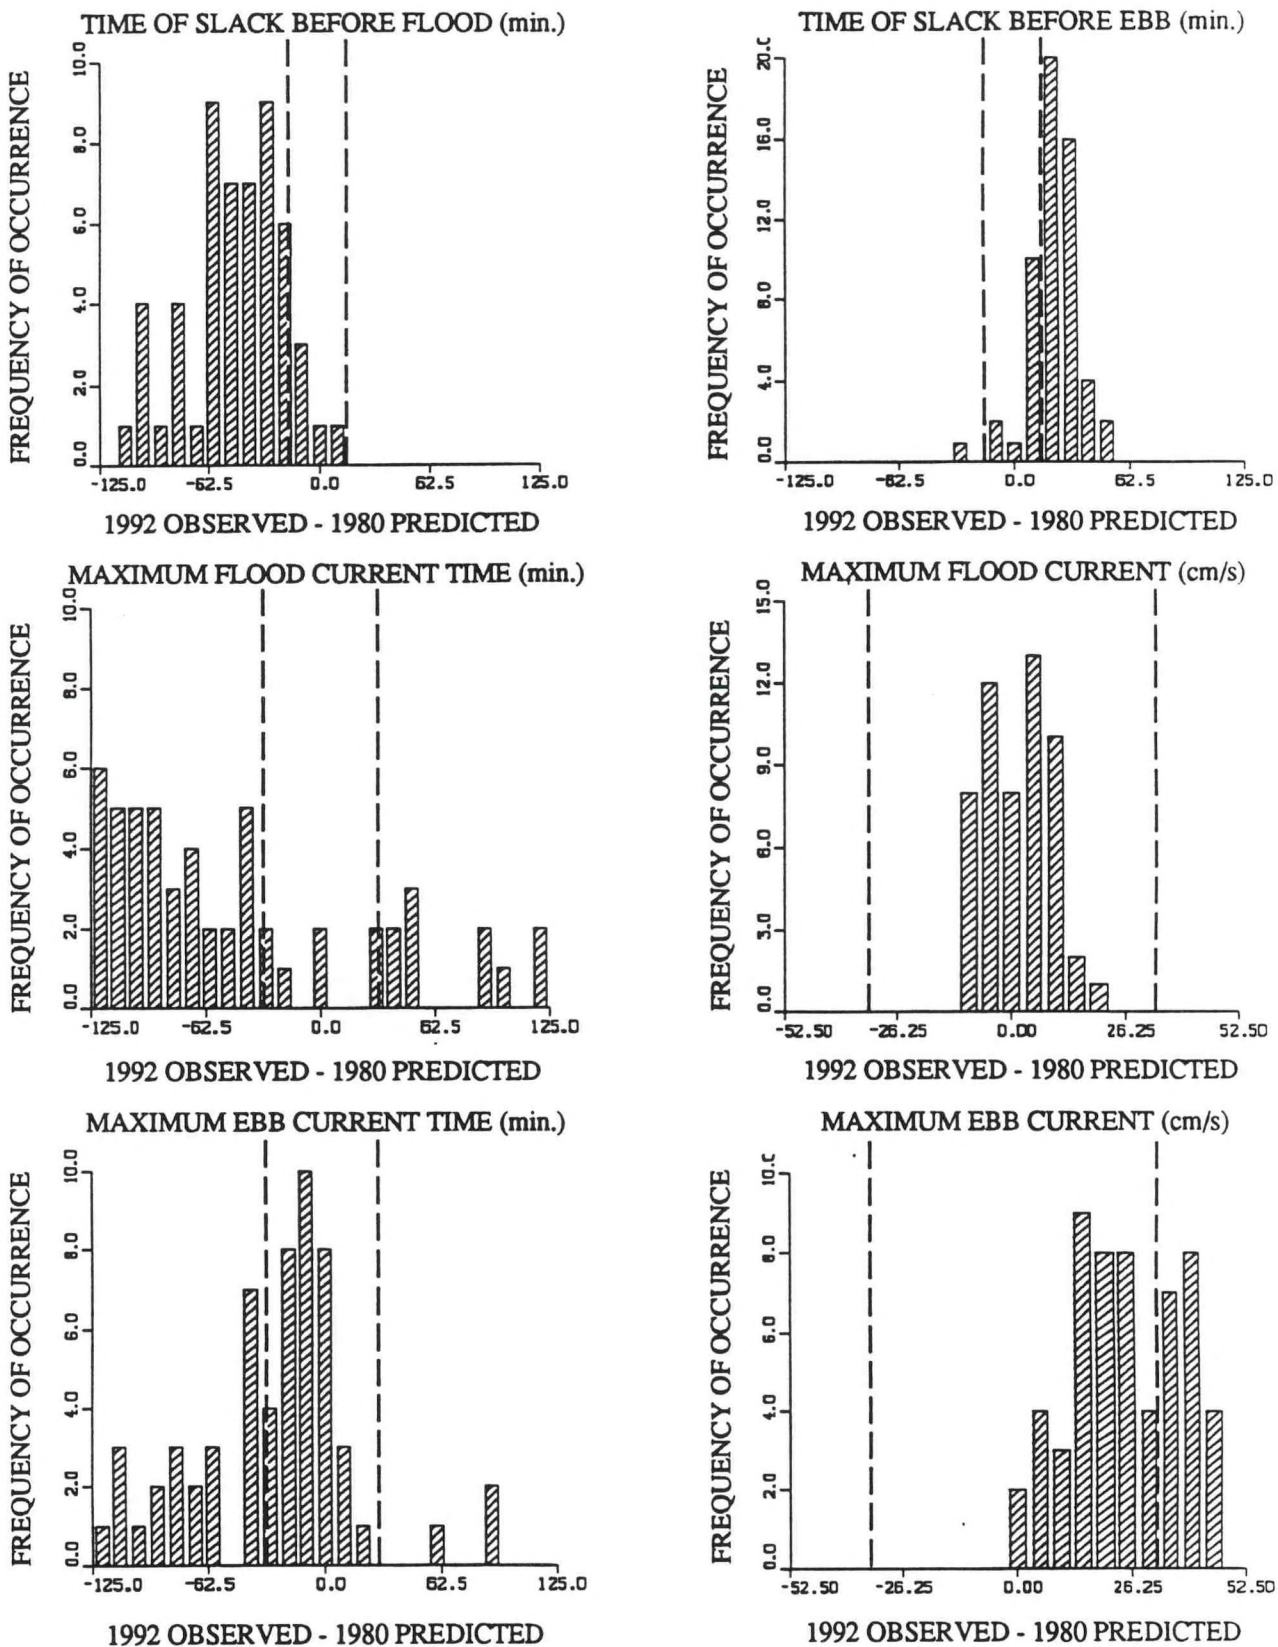 TIME OF SLACK BEFORE FLOOD (min.)
FREQUENCY OF OCCURRENCE
10.0
8.0
6.0
4.0
2.0
0.0
-125.0 -62.5 0.0 62.5 125.0
1992 OBSERVED - 1980 PREDICTED
TIME OF SLACK BEFORE EBB (min.)
FREQUENCY OF OCCURRENCE
20.0
16.0
12.0
8.0
4.0
0.0
-125.0 -62.5 0.0 62.5 125.0
1992 OBSERVED - 1980 PREDICTED
MAXIMUM FLOOD CURRENT TIME (min.)
FREQUENCY OF OCCURRENCE
10.0
8.0
6.0
4.0
2.0
0.0
-125.0 -62.5 0.0 62.5 125.0
1992 OBSERVED - 1980 PREDICTED
MAXIMUM FLOOD CURRENT (cm/s)
FREQUENCY OF OCCURRENCE
15.0
12.0
9.0
6.0
3.0
0.0
-52.50 -26.25 0.00 26.25 52.50
1992 OBSERVED - 1980 PREDICTED
MAXIMUM EBB CURRENT TIME (min.)
FREQUENCY OF OCCURRENCE
10.0
8.0
6.0
4.0
2.0
0.0
-125.0 -62.5 0.0 62.5 125.0
1992 OBSERVED - 1980 PREDICTED
MAXIMUM EBB CURRENT (cm/s)
FREQUENCY OF OCCURRENCE
10.0
8.0
6.0
4.0
2.0
0.0
-52.50 -26.25 0.00 26.25 52.50
1992 OBSERVED - 1980 PREDICTED